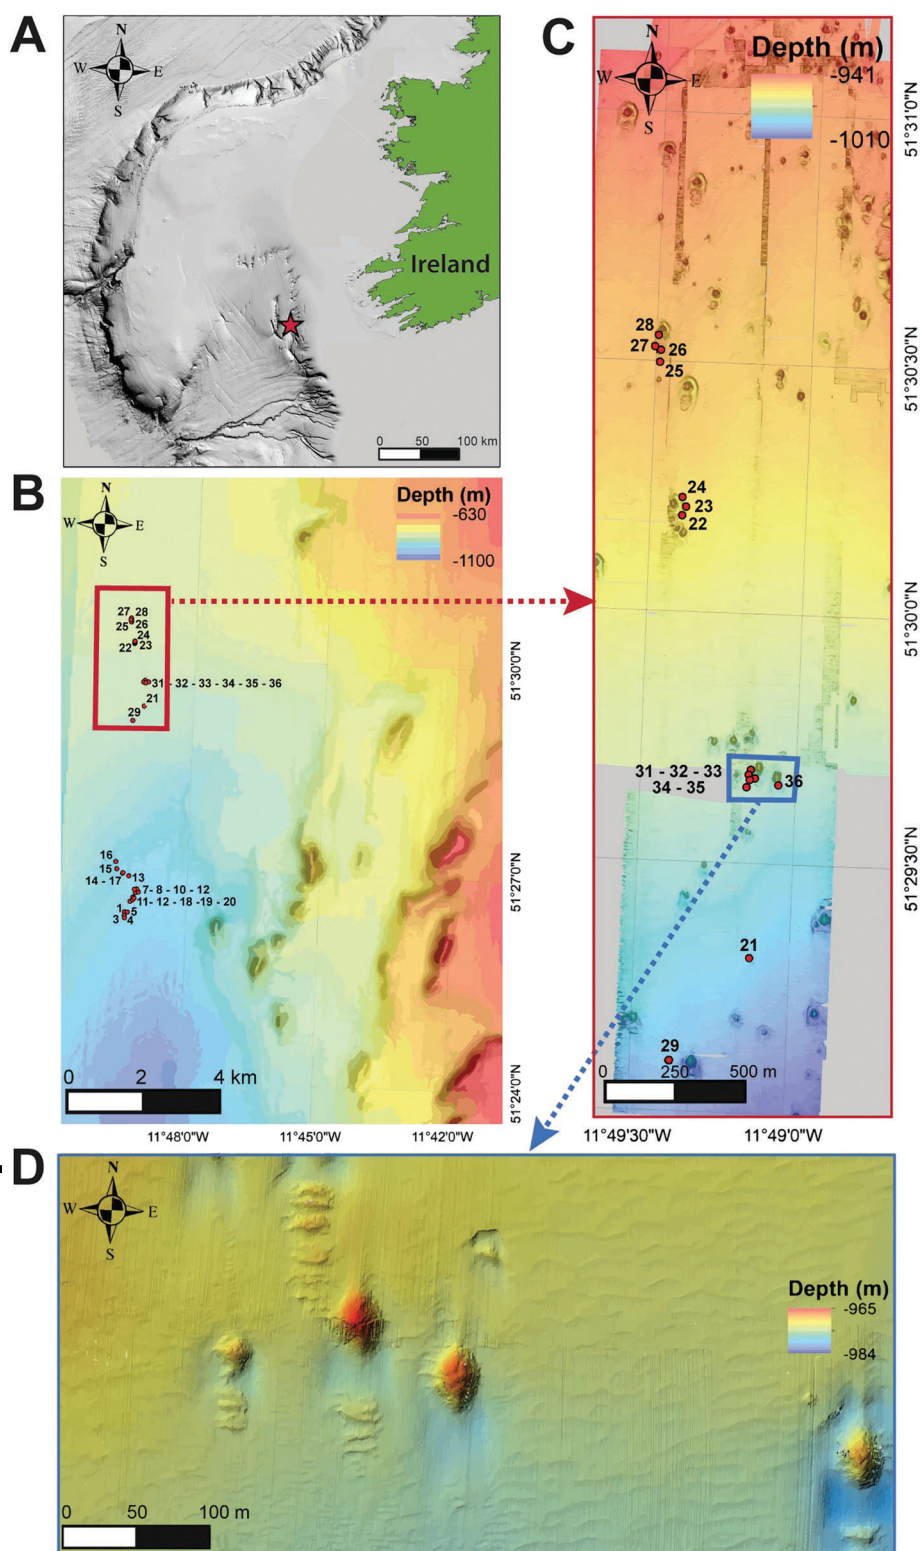 A
N
W E
S
Ireland
0 50 100 km
B
N
W E
S
Depth (m)
-630
-1100
27 28
25 26
24
22 23
31 - 32 - 33 - 34 - 35 - 36
21
29
16
15
14 - 17 13
7- 8 - 10 - 12
11- 12 - 18 -19 - 20
1 5
3 4
0 2 4 km
51°30'0"N
51°27'0"N
51°24'0"N
11°48'0"W 11°45'0"W 11°42'0"W
C
N
W E
S
Depth (m)
-941
-1010
28
27 26
25
24
23
22
31 - 32 - 33
34 - 35
36
21
29
0 250 500 m
51°31'0"N
51°30'30"N
51°30'0"N
51°29'30"N
11°49'30"W 11°49'0"W
D
N
W E
S
Depth (m)
-965
-984
0 50 100 m